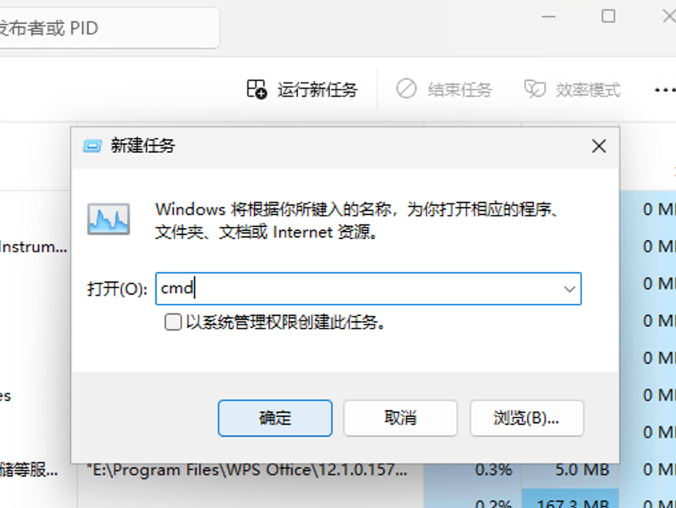 发布者或 PID
运行新任务
结束任务
效率模式
新建任务
Windows 将根据你所键入的名称，为你打开相应的程序、
文件夹、文档或 Internet 资源。
打开(O): cmd
以系统管理权限创建此任务。
确定
取消
浏览(B)...
0 M
nstrum... 0 M
0 M
0 M
0 M
es 0 M
0 M
储等服... "E:\Program Files\WPS Office\12.1.0.157... 0.3% 5.0 MB 0 M
0.2% 167.3 MB 0 M